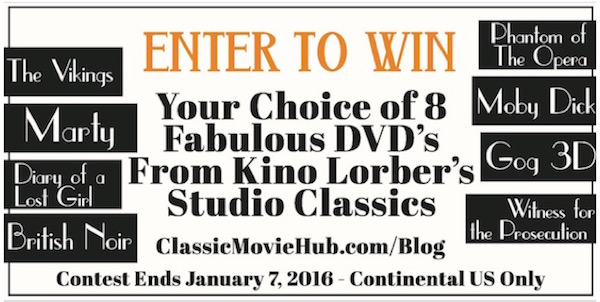 ENTER TO WIN
The Vikings
Marty
Diary of a
Lost Girl
British Noir
Your Choice of 8
Fabulous DVD's
From Kino Lorber's
Studio Classics
ClassicMovieHub.com/Blog
Phantom of
The Opera
Moby Dick
Gog 3D
Witness for
the Prosecution
Contest Ends January 7, 2016 - Continental US Only